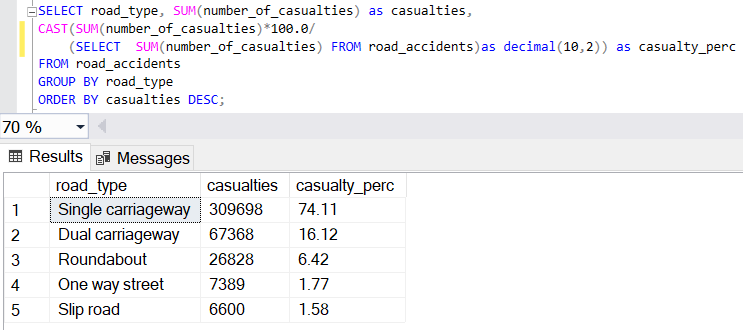 SELECT road_type, SUM(number_of_casualties) as casualties,
CAST(SUM(number_of_casualties)*100.0/
(SELECT SUM(number_of_casualties) FROM road_accidents)as decimal(10,2)) as casualty_perc
FROM road_accidents
GROUP BY road_type
ORDER BY casualties DESC;
70 %
Results Messages
road_type casualties casualty_perc
1 Single carriageway 309698 74.11
2 Dual carriageway 67368 16.12
3 Roundabout 26828 6.42
4 One way street 7389 1.77
5 Slip road 6600 1.58